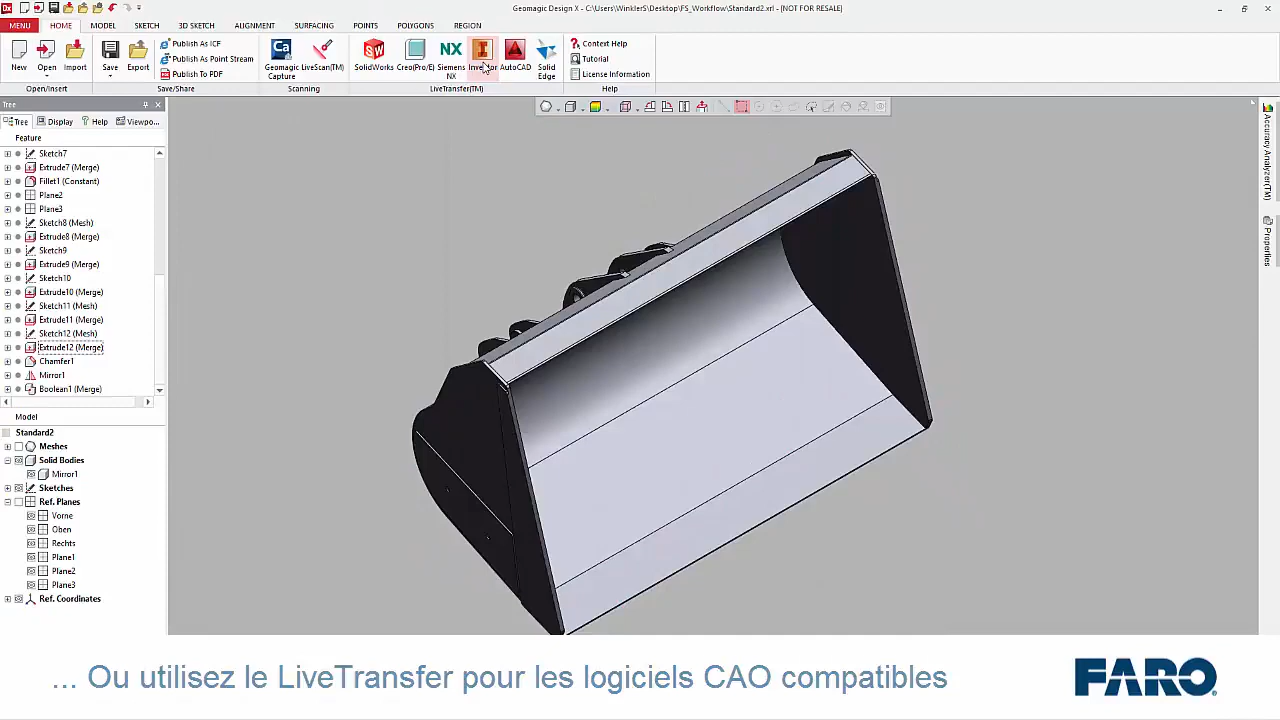 Geomagic Design X - C:\Users\WinklerS\Desktop\FS_Workflow\Standard2.xrl - (NOT FOR RESALE)
MENU HOME MODEL SKETCH 3D SKETCH ALIGNMENT SURFACING POINTS POLYGONS REGION
New Open Import Save Export
Publish As ICF
Publish As Point Stream
Publish To PDF
Geomagic Capture LiveScan(TM)
SolidWorks Creo(Pro/E) Siemens NX Inventor AutoCAD Solid Edge
Context Help
Tutorial
License Information
Open/Insert Save/Share Scanning LiveTransfer(TM) Help
Tree
Tree Display Help Viewpo...
Feature
Sketch7
Extrude7 (Merge)
Fillet1 (Constant)
Plane2
Plane3
Sketch8 (Mesh)
Extrude8 (Merge)
Sketch9
Extrude9 (Merge)
Sketch10
Extrude10 (Merge)
Sketch11 (Mesh)
Extrude11 (Merge)
Sketch12 (Mesh)
Extrude12 (Merge)
Chamfer1
Mirror1
Boolean1 (Merge)
Model
Standard2
Meshes
Solid Bodies
Mirror1
Sketches
Ref. Planes
Vorne
Oben
Rechts
Plane1
Plane2
Plane3
Ref. Coordinates
Accuracy Analyzer(TM)
Properties
... Ou utilisez le LiveTransfer pour les logiciels CAO compatibles
FARO